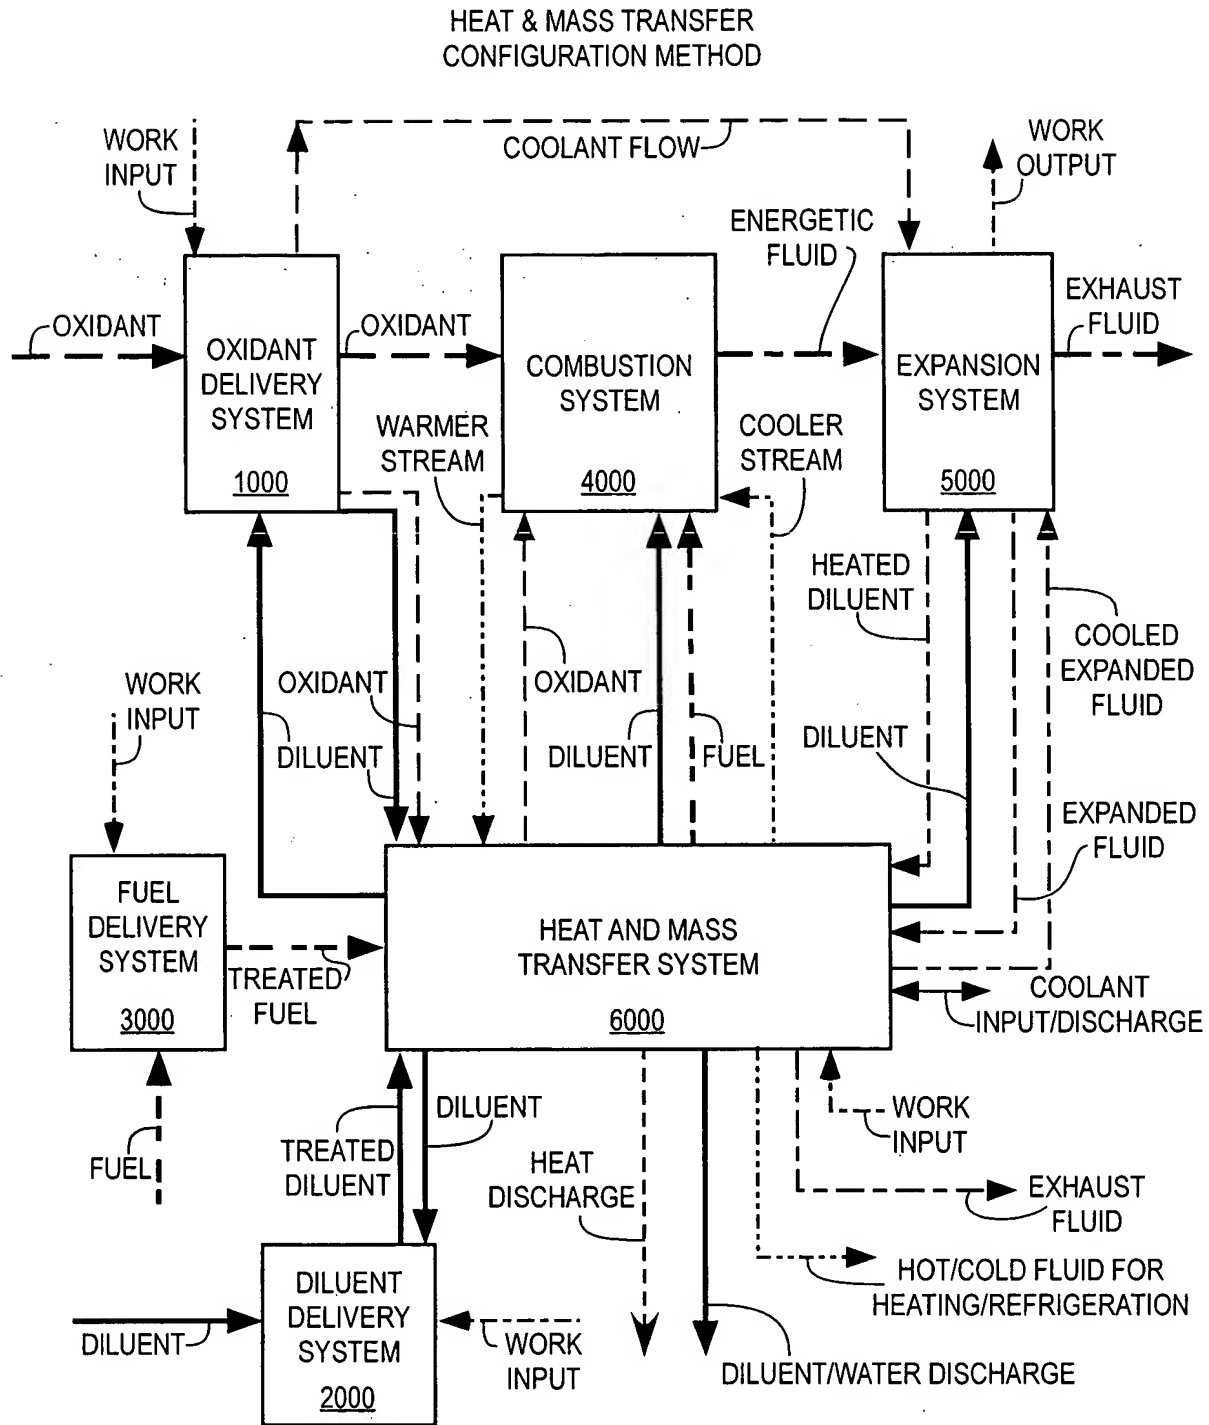 HEAT & MASS TRANSFER
CONFIGURATION METHOD
WORK
INPUT
COOLANT FLOW
WORK
OUTPUT
ENERGETIC
FLUID
EXHAUST
FLUID
OXIDANT
OXIDANT
OXIDANT
DELIVERY
SYSTEM
1000
COMBUSTION
SYSTEM
4000
EXPANSION
SYSTEM
5000
WARMER
STREAM
COOLER
STREAM
HEATED
DILUENT
COOLED
EXPANDED
FLUID
WORK
INPUT
OXIDANT
DILUENT
OXIDANT
DILUENT
FUEL
DILUENT
EXPANDED
FLUID
FUEL
DELIVERY
SYSTEM
3000
TREATED
FUEL
HEAT AND MASS
TRANSFER SYSTEM
6000
COOLANT
INPUT/DISCHARGE
FUEL
TREATED
DILUENT
DILUENT
HEAT
DISCHARGE
WORK
INPUT
EXHAUST
FLUID
HOT/COLD FLUID FOR
HEATING/REFRIGERATION
DILUENT
DILUENT
DELIVERY
SYSTEM
2000
WORK
INPUT
DILUENT/WATER DISCHARGE